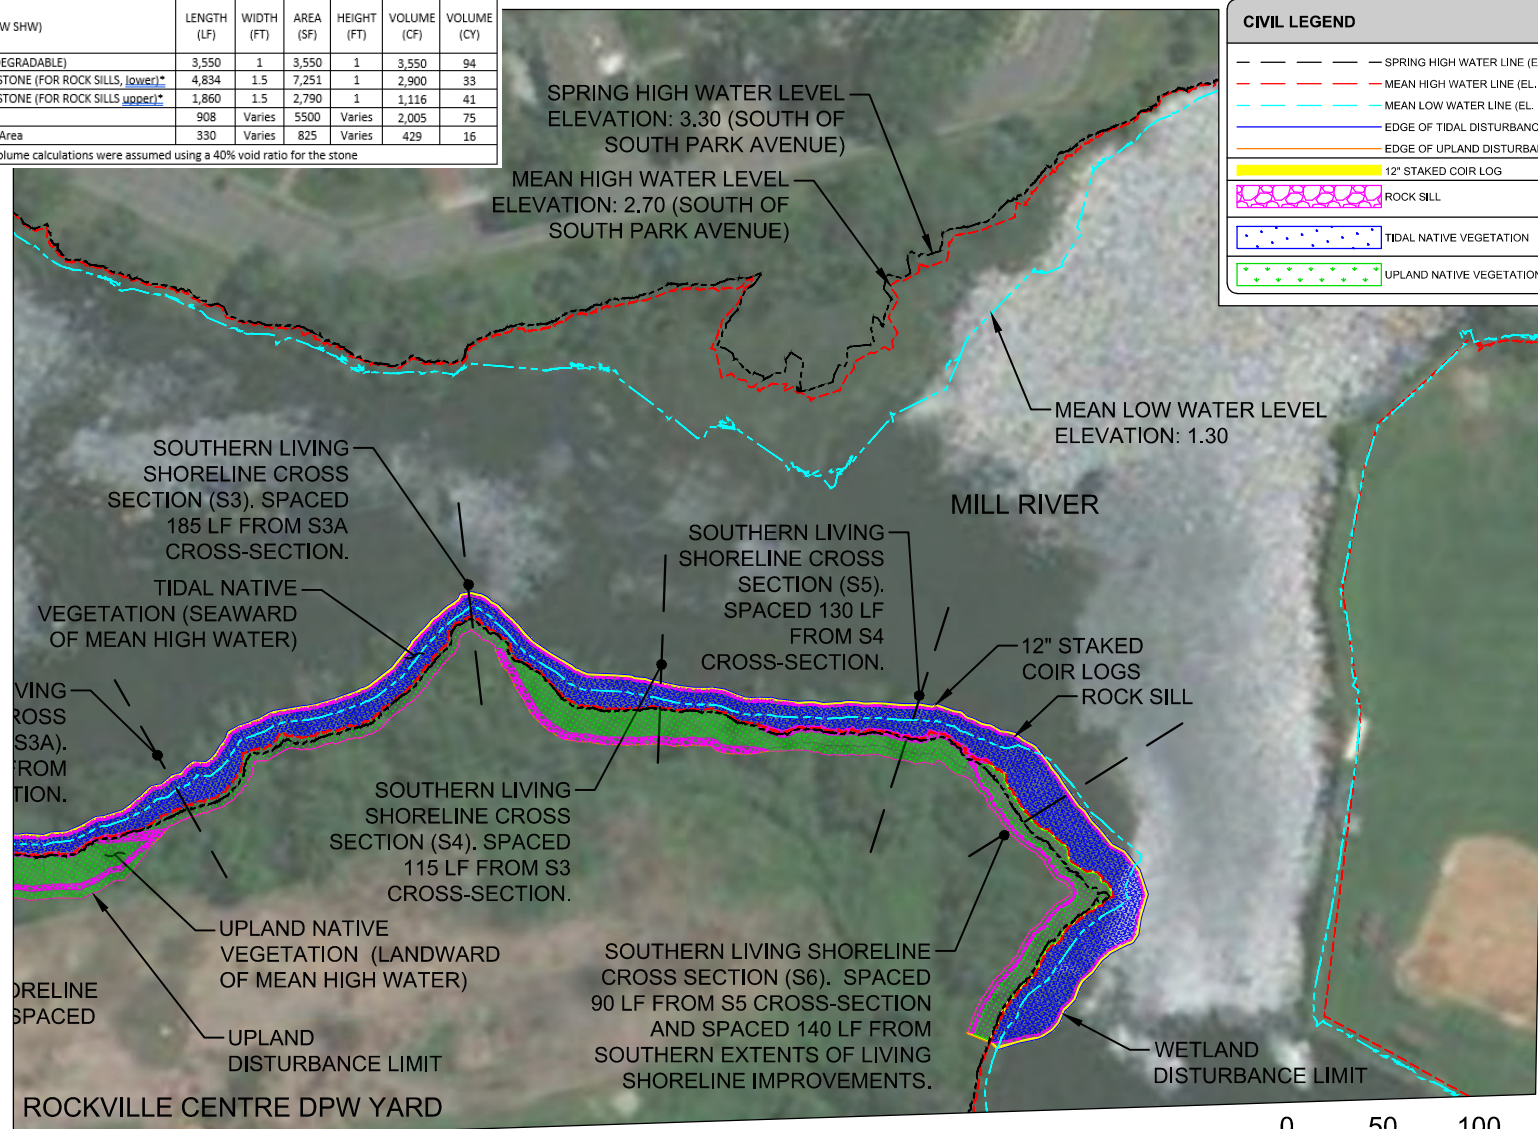 W SHW)
LENGTH (LF)
WIDTH (FT)
AREA (SF)
HEIGHT (FT)
VOLUME (CF)
VOLUME (CY)
EGRADABLE) 3,550 1 3,550 1 3,550 94
STONE (FOR ROCK SILLS, lower)* 4,834 1.5 7,251 1 2,900 33
STONE (FOR ROCK SILLS upper)* 1,860 1.5 2,790 1 1,116 41
908 Varies 5500 Varies 2,005 75
Area 330 Varies 825 Varies 429 16
olume calculations were assumed using a 40% void ratio for the stone
CIVIL LEGEND
SPRING HIGH WATER LINE (E
MEAN HIGH WATER LINE (EL.
MEAN LOW WATER LINE (EL.
EDGE OF TIDAL DISTURBANC
EDGE OF UPLAND DISTURBA
12" STAKED COIR LOG
ROCK SILL
TIDAL NATIVE VEGETATION
UPLAND NATIVE VEGETATION
SPRING HIGH WATER LEVEL
ELEVATION: 3.30 (SOUTH OF
SOUTH PARK AVENUE)
MEAN HIGH WATER LEVEL
ELEVATION: 2.70 (SOUTH OF
SOUTH PARK AVENUE)
MEAN LOW WATER LEVEL
ELEVATION: 1.30
MILL RIVER
SOUTHERN LIVING
SHORELINE CROSS
SECTION (S3). SPACED
185 LF FROM S3A
CROSS-SECTION.
TIDAL NATIVE
VEGETATION (SEAWARD
OF MEAN HIGH WATER)
SOUTHERN LIVING
SHORELINE CROSS
SECTION (S5).
SPACED 130 LF
FROM S4
CROSS-SECTION.
12" STAKED
COIR LOGS
ROCK SILL
VING
ROSS
S3A).
FROM
TION.
SOUTHERN LIVING
SHORELINE CROSS
SECTION (S4). SPACED
115 LF FROM S3
CROSS-SECTION.
UPLAND NATIVE
VEGETATION (LANDWARD
OF MEAN HIGH WATER)
ORELINE
SPACED
UPLAND
DISTURBANCE LIMIT
SOUTHERN LIVING SHORELINE
CROSS SECTION (S6). SPACED
90 LF FROM S5 CROSS-SECTION
AND SPACED 140 LF FROM
SOUTHERN EXTENTS OF LIVING
SHORELINE IMPROVEMENTS.
WETLAND
DISTURBANCE LIMIT
ROCKVILLE CENTRE DPW YARD
0 50 100